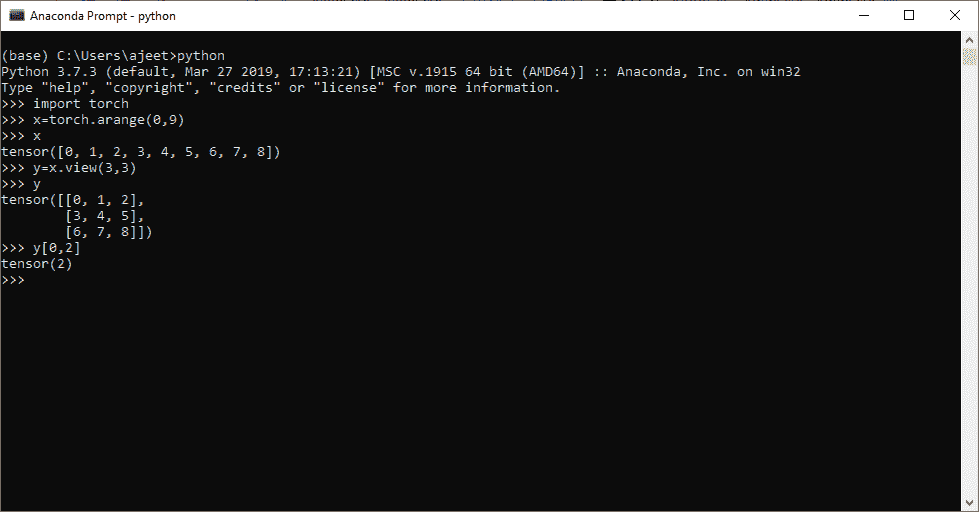 Anaconda Prompt - python
(base) C:\Users\ajeet>python
Python 3.7.3 (default, Mar 27 2019, 17:13:21) [MSC v.1915 64 bit (AMD64)] :: Anaconda, Inc. on win32
Type "help", "copyright", "credits" or "license" for more information.
>>> import torch
>>> x=torch.arange(0,9)
>>> x
tensor([0, 1, 2, 3, 4, 5, 6, 7, 8])
>>> y=x.view(3,3)
>>> y
tensor([[0, 1, 2],
        [3, 4, 5],
        [6, 7, 8]])
>>> y[0,2]
tensor(2)
>>>